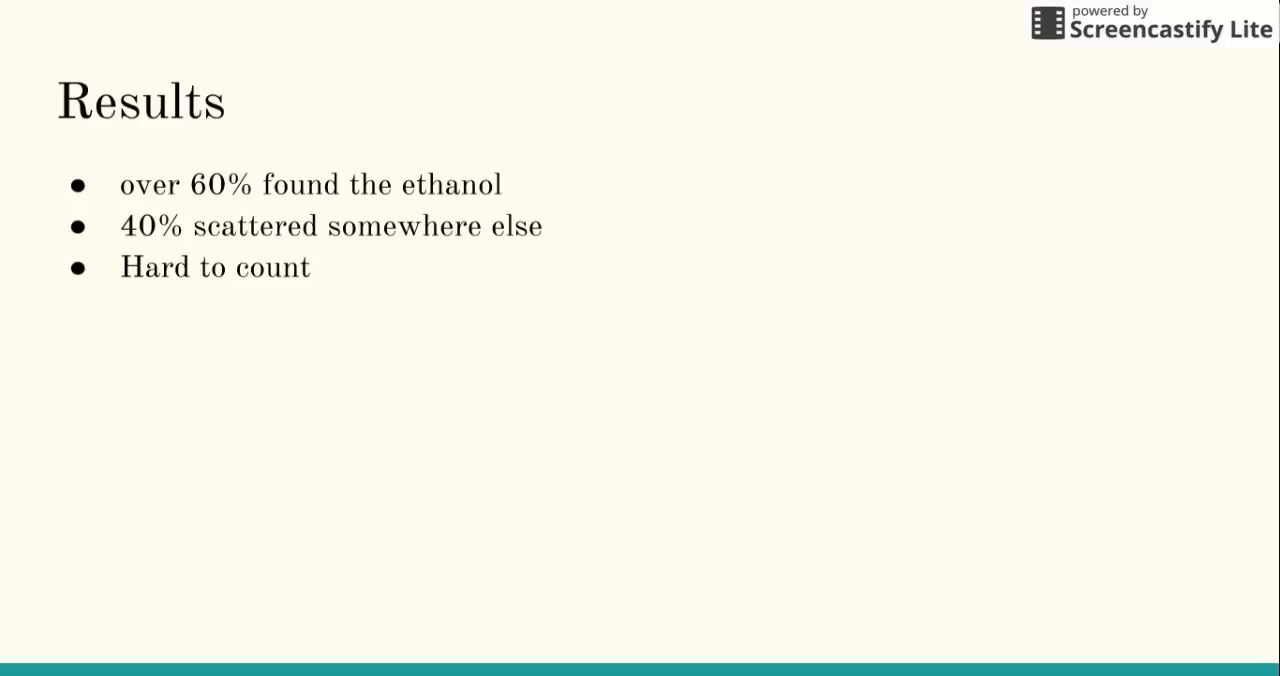 powered by
Screencastify Lite
Results
● over 60% found the ethanol
● 40% scattered somewhere else
● Hard to count